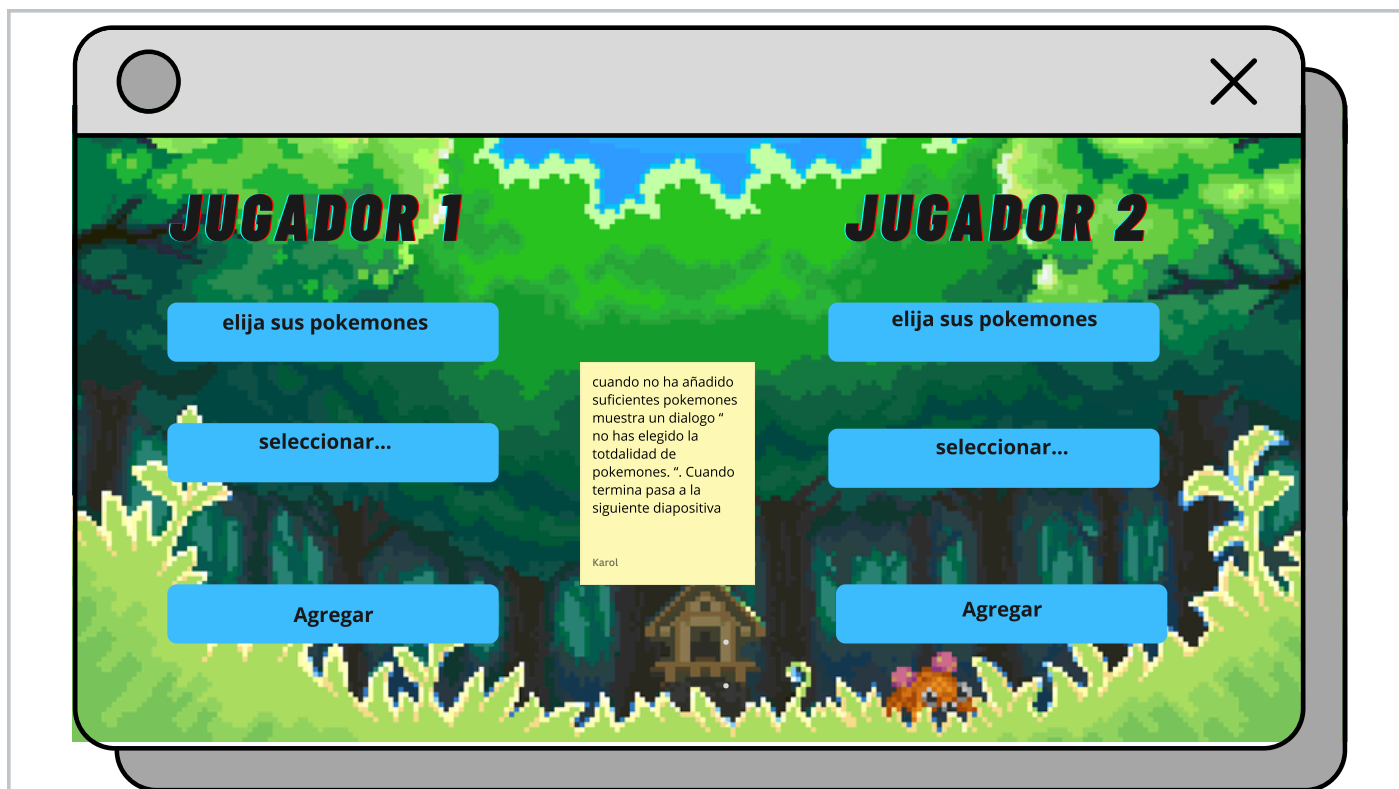 JUGADOR 1
JUGADOR 2
elija sus pokemones
elija sus pokemones
cuando no ha añadido
suficientes pokemones
muestra un dialogo “
no has elegido la
totdalidad de
pokemones. “. Cuando
termina pasa a la
siguiente diapositiva
Karol
seleccionar...
seleccionar...
Agregar
Agregar